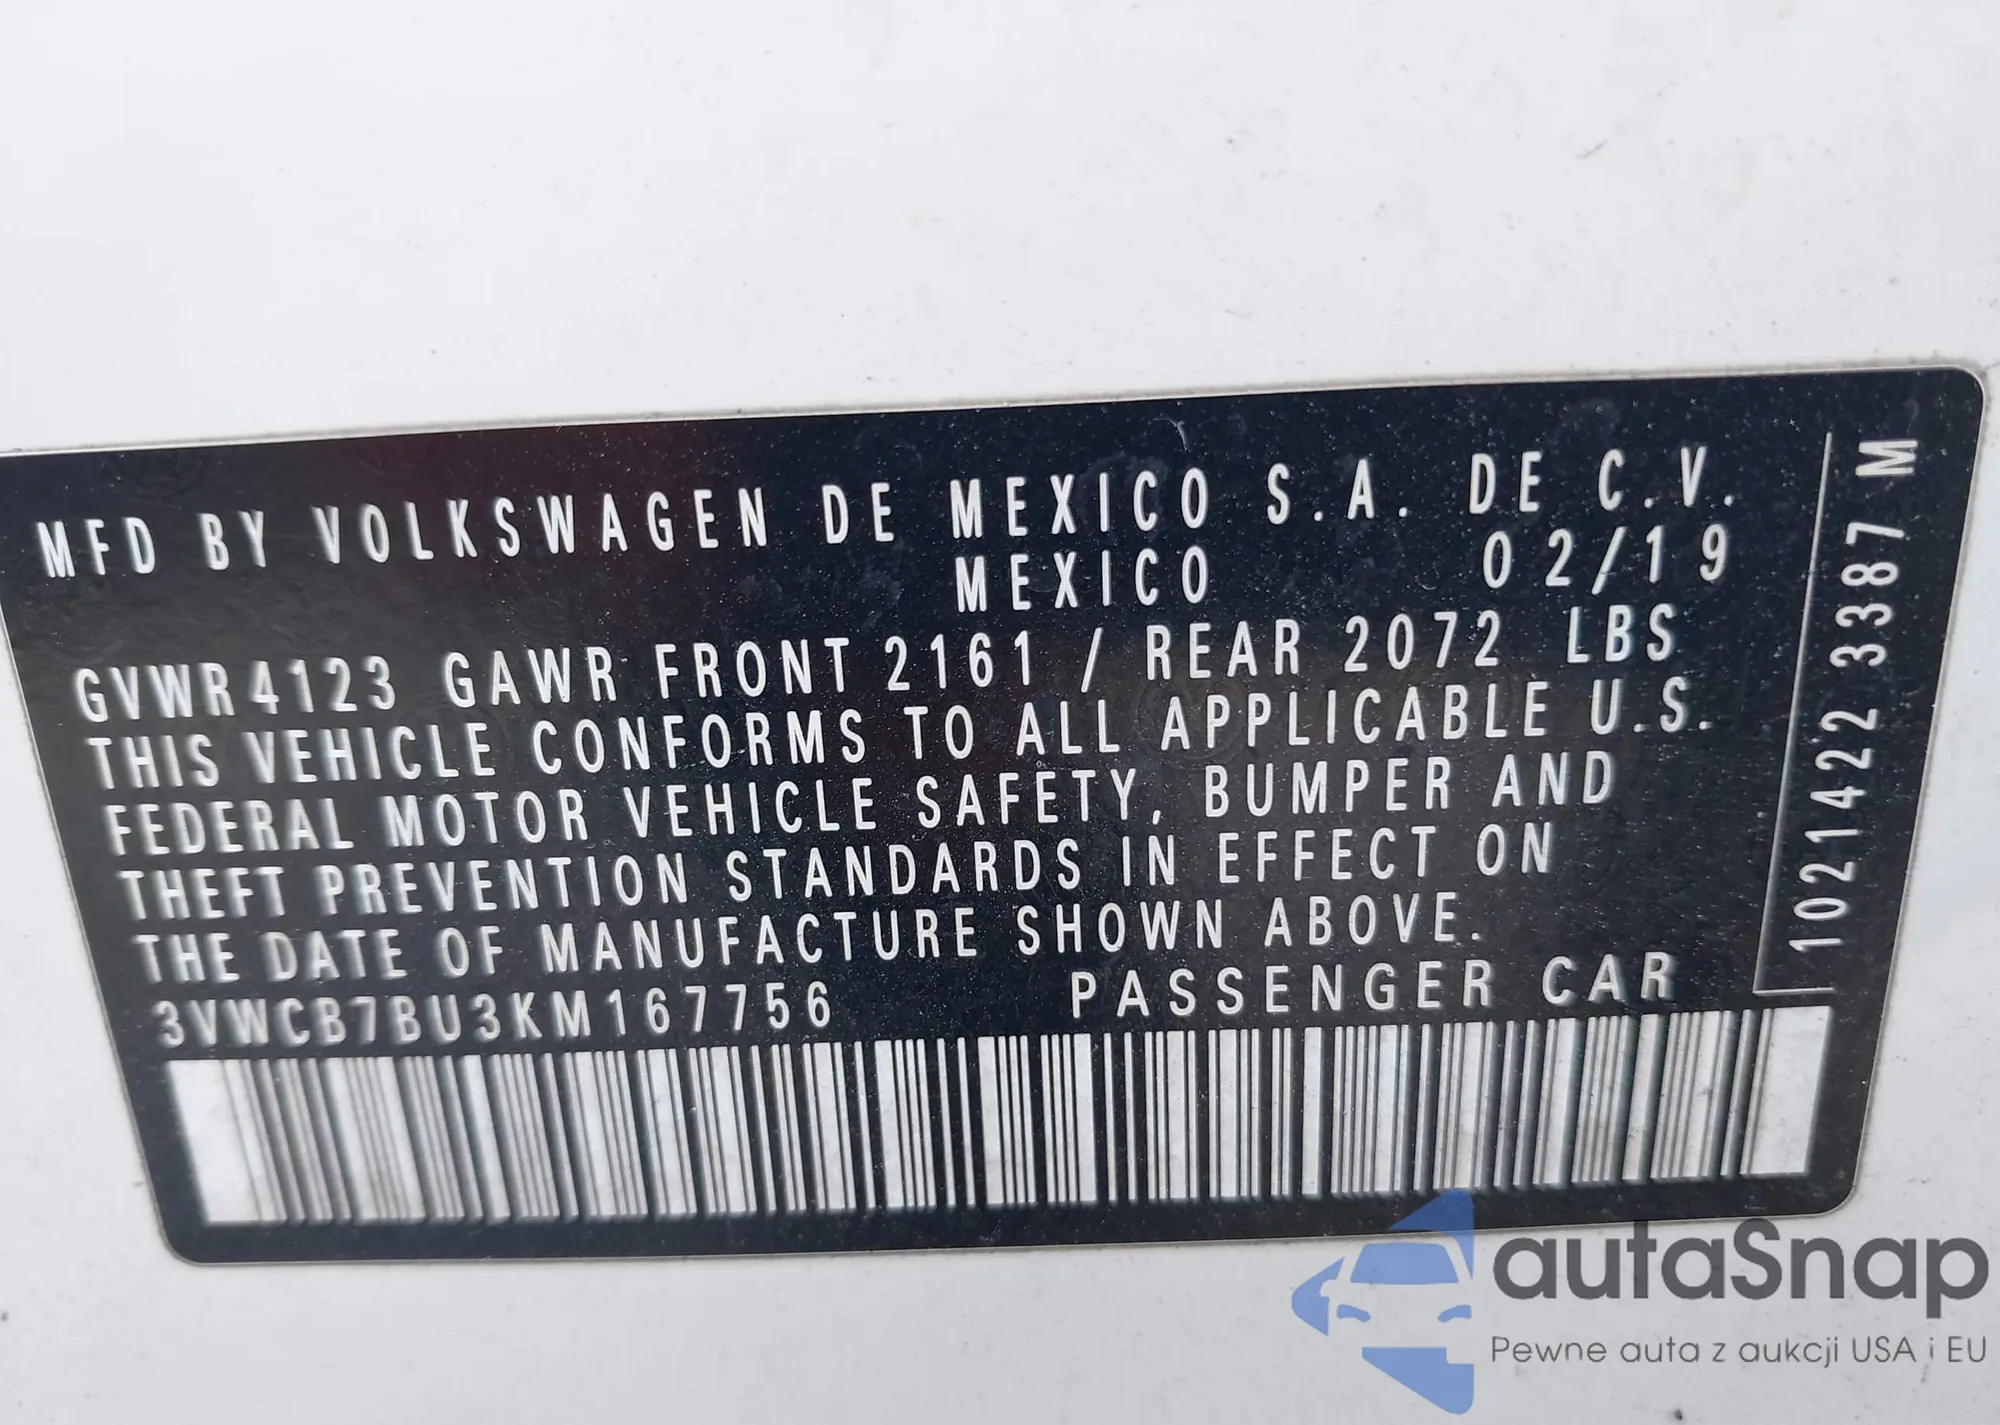 MFD BY VOLKSWAGEN DE MEXICO S.A. DE C.V.
MEXICO 02/19
GVWR 4123 GAWR FRONT 2161 / REAR 2072 LBS
THIS VEHICLE CONFORMS TO ALL APPLICABLE U.S.
FEDERAL MOTOR VEHICLE SAFETY, BUMPER AND
THEFT PREVENTION STANDARDS IN EFFECT ON
THE DATE OF MANUFACTURE SHOWN ABOVE.
3VWCB7BU3KM167756 PASSENGER CAR
1021422 3387 M
autaSnap
Pewne auta z aukcji USA i EU